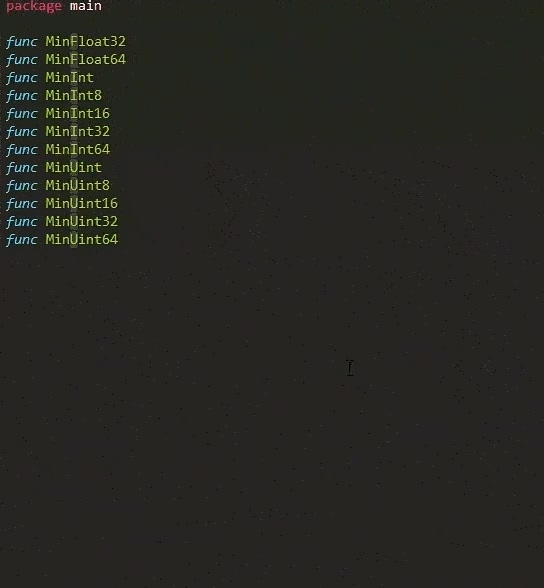 package main
func MinFloat32
func MinFloat64
func MinInt
func MinInt8
func MinInt16
func MinInt32
func MinInt64
func MinUint
func MinUint8
func MinUint16
func MinUint32
func MinUint64